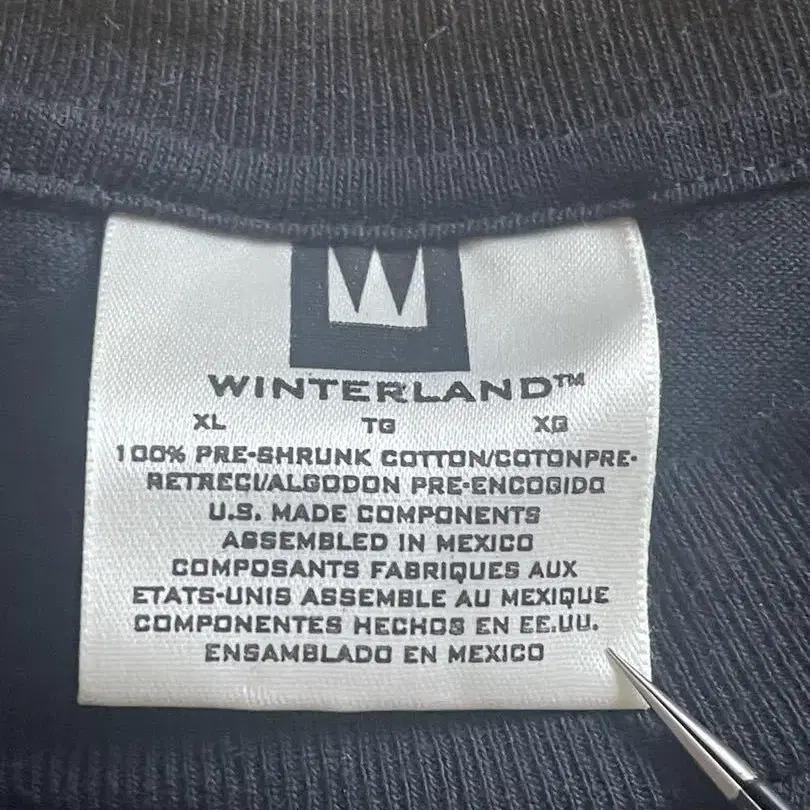 W
WINTERLAND™
XL TG XG
100% PRE-SHRUNK COTTON/COTONPRE-
RETRECI/ALGODON PRE-ENCOGIDO
U.S. MADE COMPONENTS
ASSEMBLED IN MEXICO
COMPOSANTS FABRIQUES AUX
ETATS-UNIS ASSEMBLE AU MEXIQUE
COMPONENTES HECHOS EN EE.UU.
ENSAMBLADO EN MEXICO